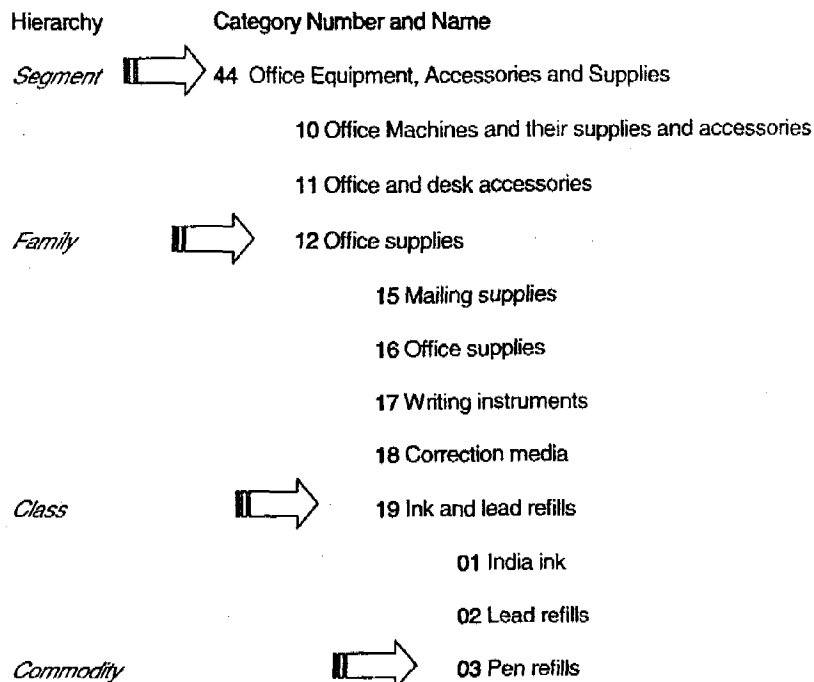 Hierarchy Category Number and Name
Segment 44 Office Equipment, Accessories and Supplies
10 Office Machines and their supplies and accessories
11 Office and desk accessories
Family 12 Office supplies
15 Mailing supplies
16 Office supplies
17 Writing instruments
18 Correction media
Class 19 Ink and lead refills
01 India ink
02 Lead refills
Commodity 03 Pen refills